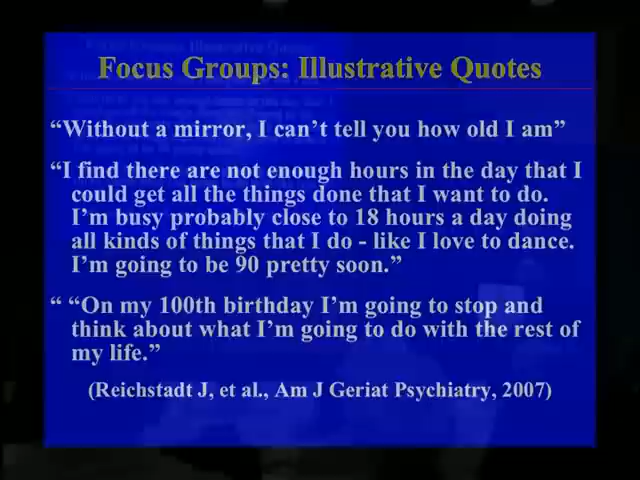 Focus Groups: Illustrative Quotes
“Without a mirror, I can’t tell you how old I am”
“I find there are not enough hours in the day that I
could get all the things done that I want to do.
I’m busy probably close to 18 hours a day doing
all kinds of things that I do - like I love to dance.
I’m going to be 90 pretty soon.”
“ “On my 100th birthday I’m going to stop and
think about what I’m going to do with the rest of
my life.”
(Reichstadt J, et al., Am J Geriat Psychiatry, 2007)